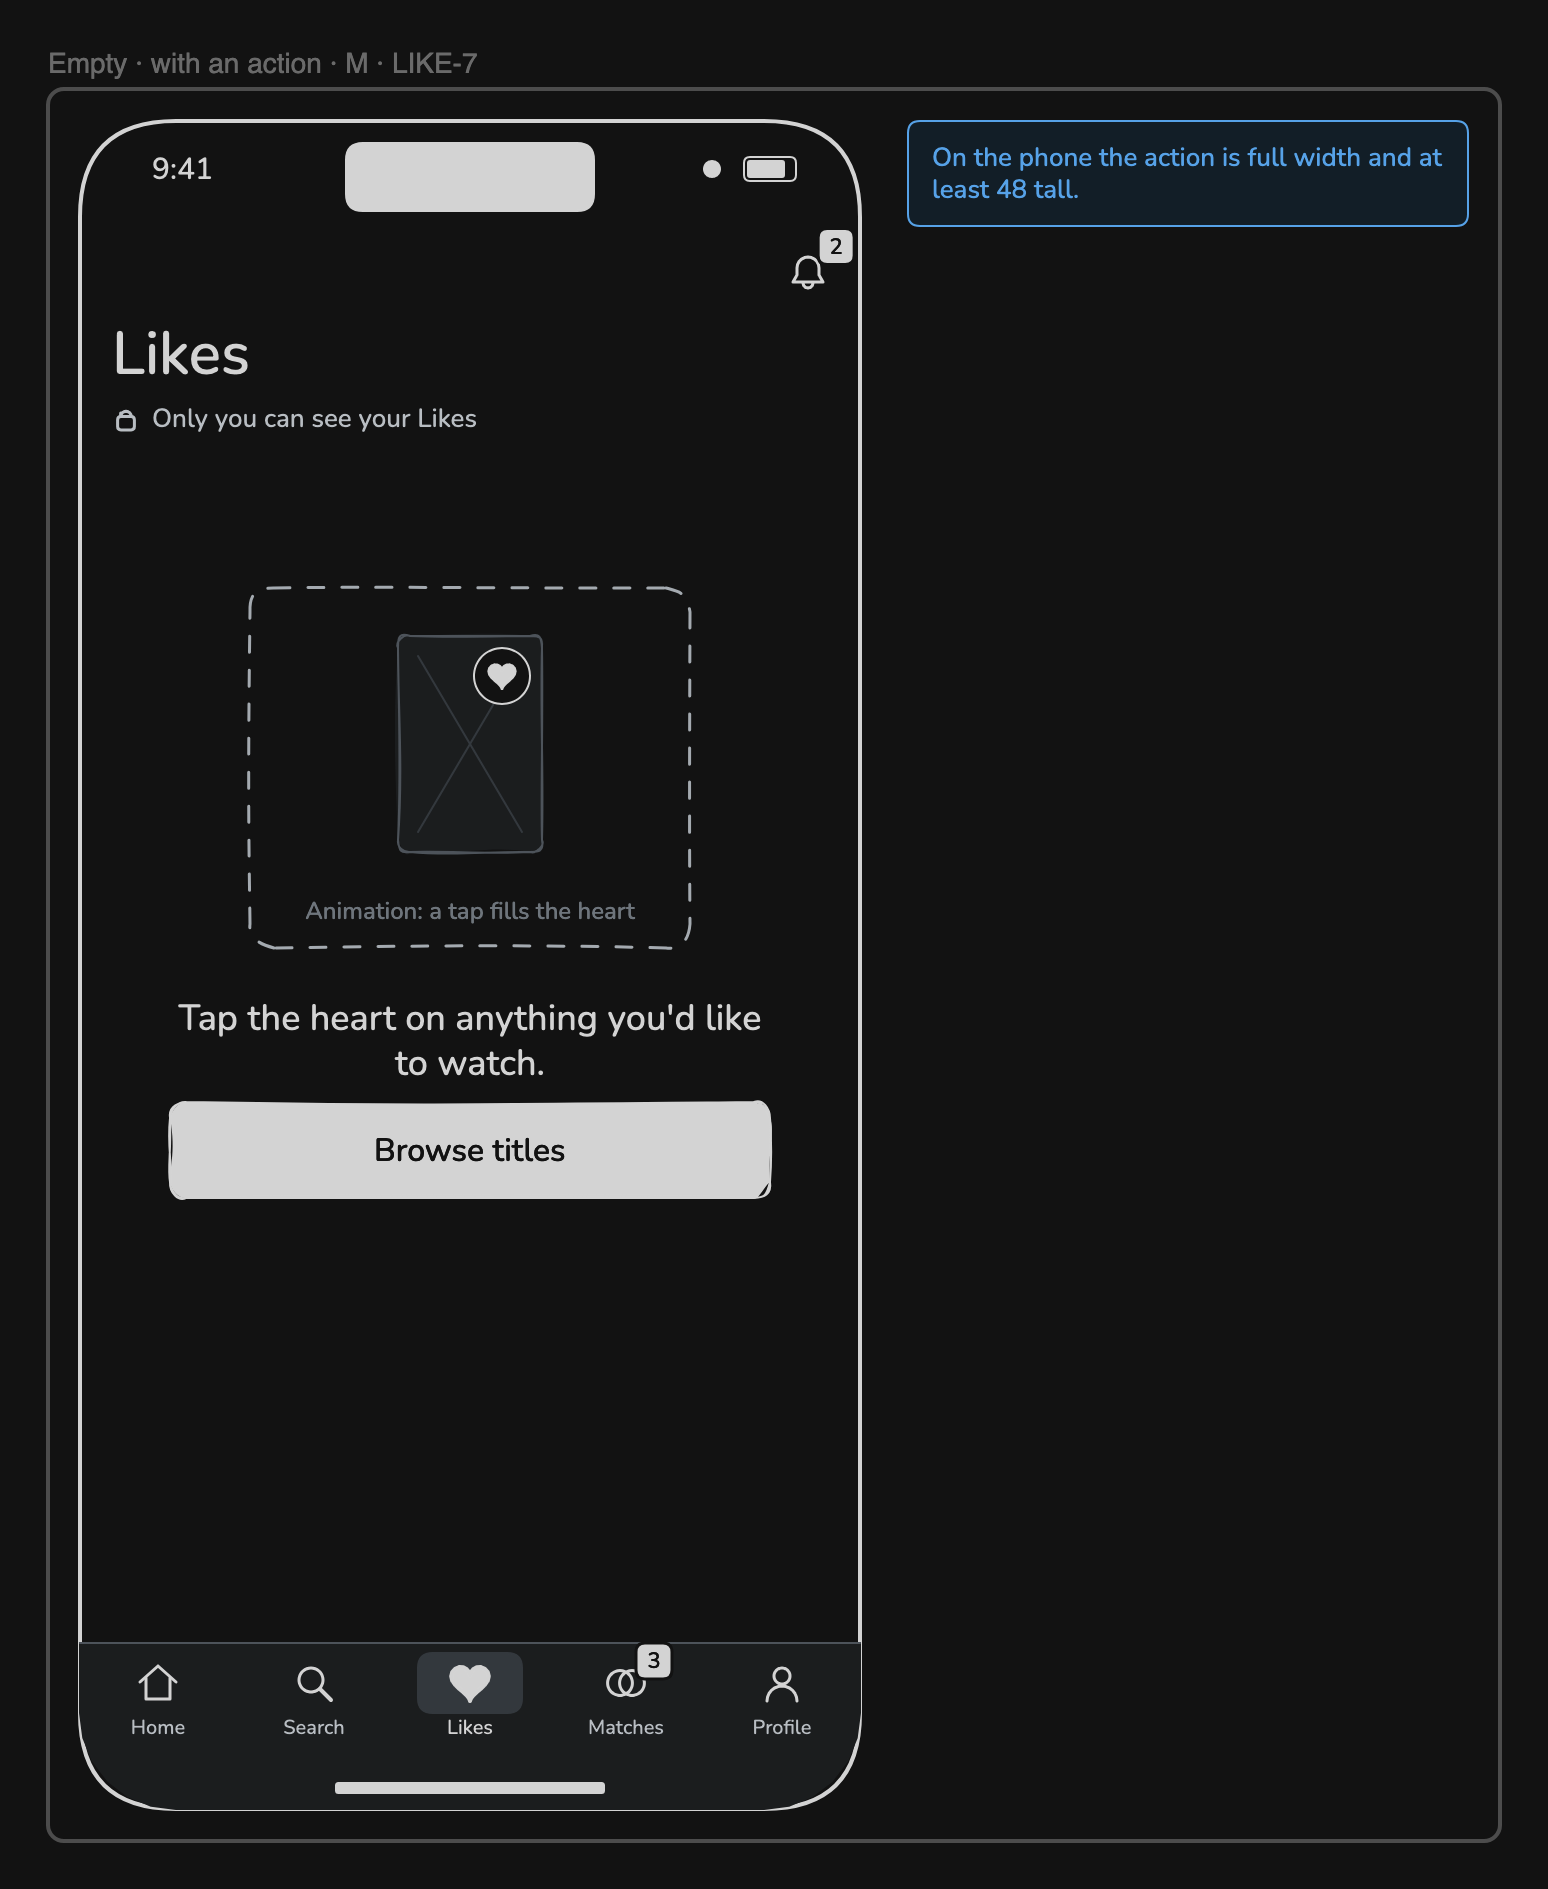 Empty · with an action · M · LIKE-7
9:41
On the phone the action is full width and at
least 48 tall.
2
Likes
Only you can see your Likes
Animation: a tap fills the heart
Tap the heart on anything you'd like
to watch.
Browse titles
3
Home
Search
Likes
Matches
Profile